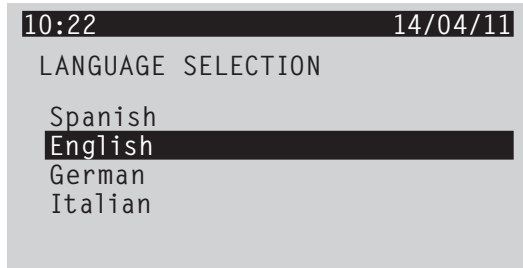 10:22 14/04/11
LANGUAGE SELECTION
Spanish
English
German
Italian